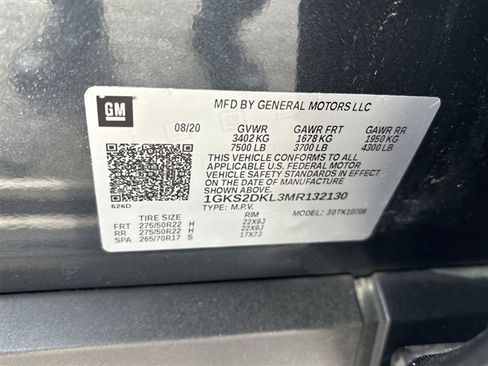 GM
MFD BY GENERAL MOTORS LLC
08/20 GVWR GAWR FRT GAWR RR
3402 KG 1678 KG 1950 KG
7500 LB 3700 LB 4300 LB
THIS VEHICLE CONFORMS TO ALL
APPLICABLE U.S. FEDERAL MOTOR
VEHICLE SAFETY STANDARDS IN
EFFECT ON THE DATE OF
MANUFACTURE SHOWN ABOVE.
1GKS2DKL3MR132130
626D TYPE: M.P.V. MODEL: 30TK10706
TIRE SIZE RIM
FRT 275/50R22 H 22X9J
RR 275/50R22 H 22X9J
SPA 265/70R17 S 17X7J